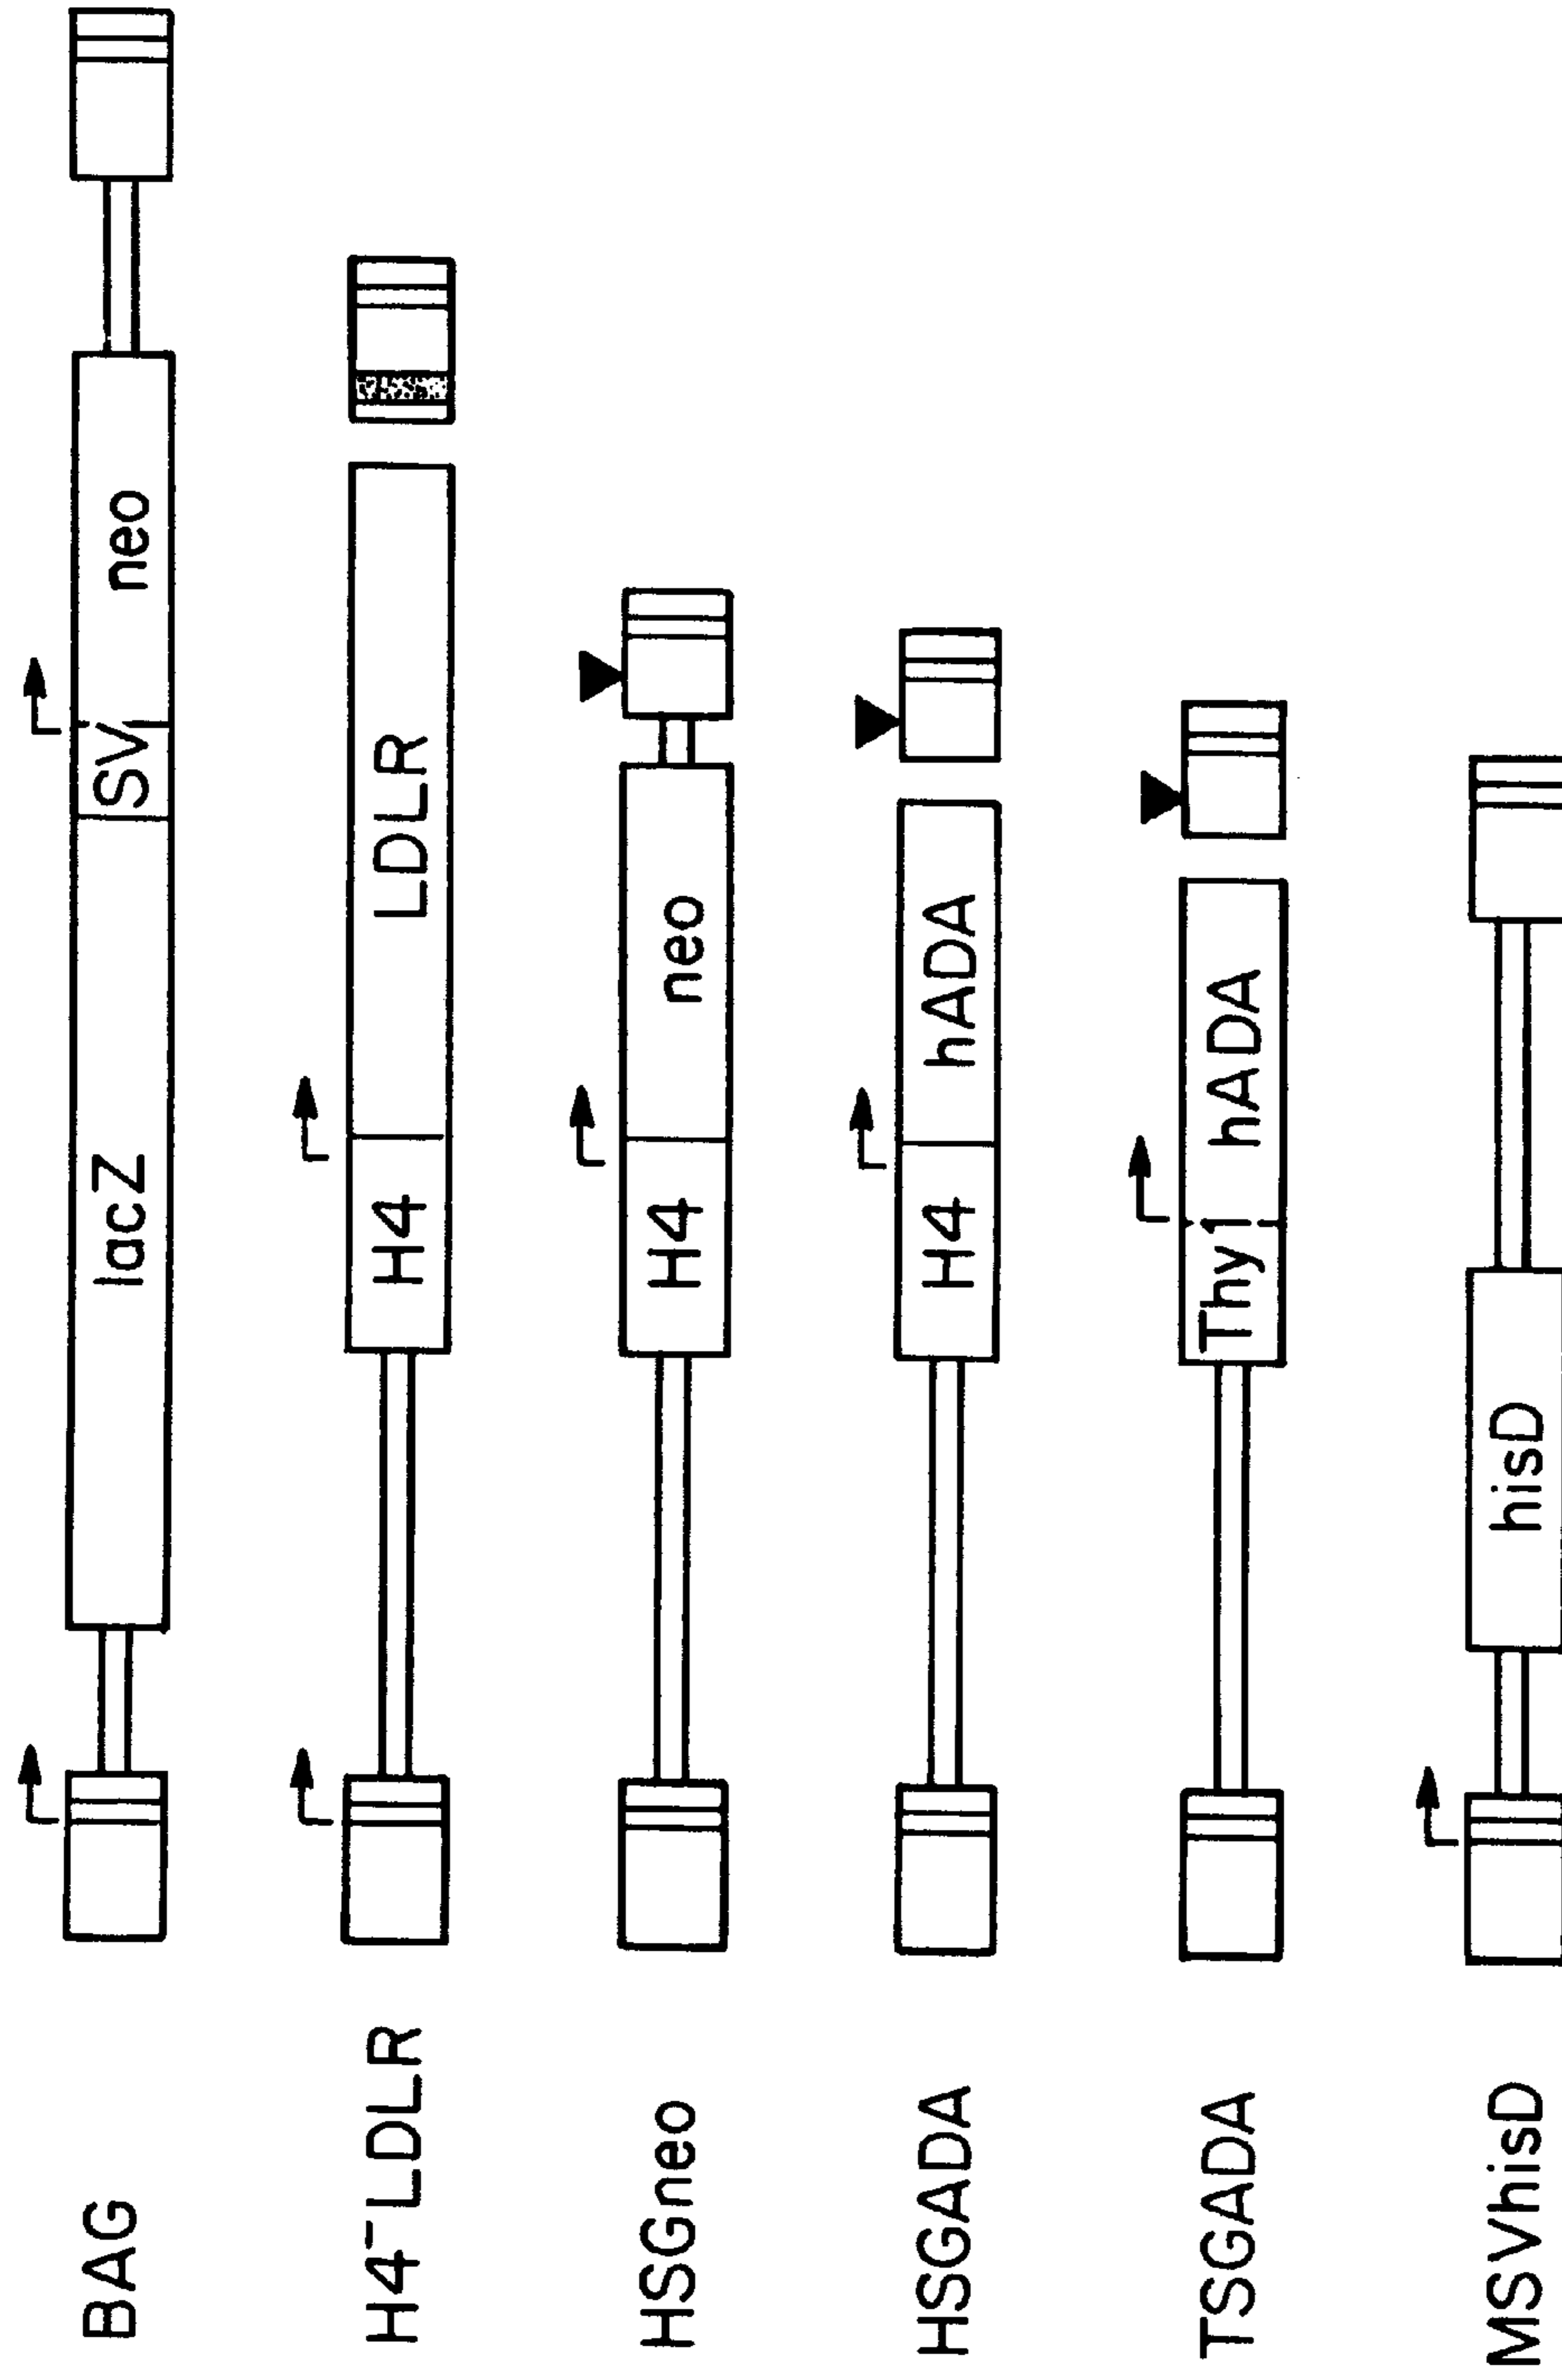 BAG lacZ SV neo
H4-LDLR H4 LDLR
HSGneo H4 neo
HSGADA H4 hADA
TSGADA Thy1 hADA
MSVhisD hisD